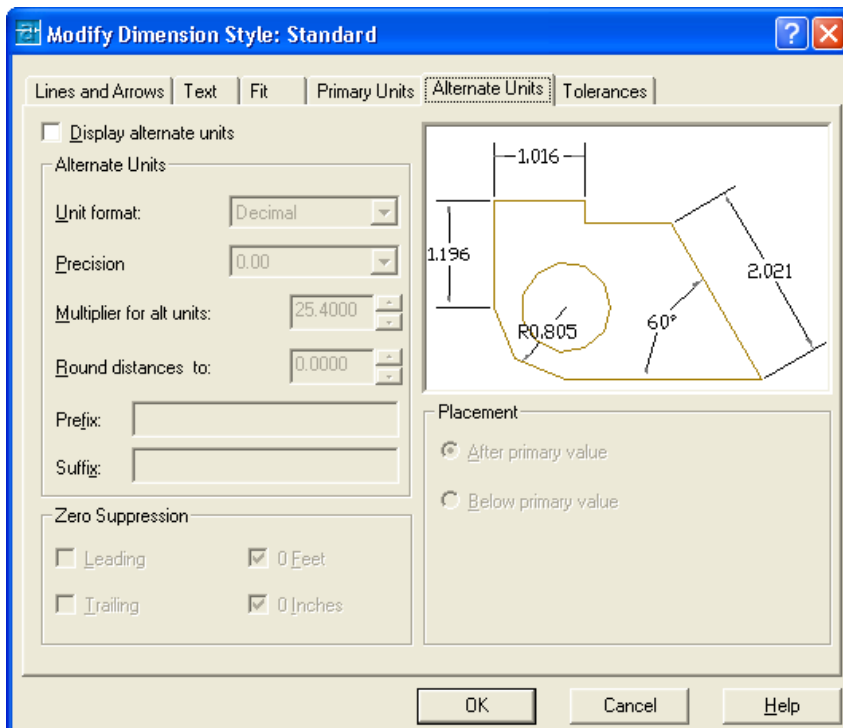 Modify Dimension Style: Standard
Lines and Arrows Text Fit Primary Units Alternate Units Tolerances
Display alternate units
Alternate Units
Unit format: Decimal
Precision 0.00
Multiplier for alt units: 25.4000
Round distances to: 0.0000
Prefix:
Suffix:
Zero Suppression
Leading 0 Feet
Trailing 0 Inches
1.016
1.196
2.021
R0.805
60°
Placement
After primary value
Below primary value
OK Cancel Help